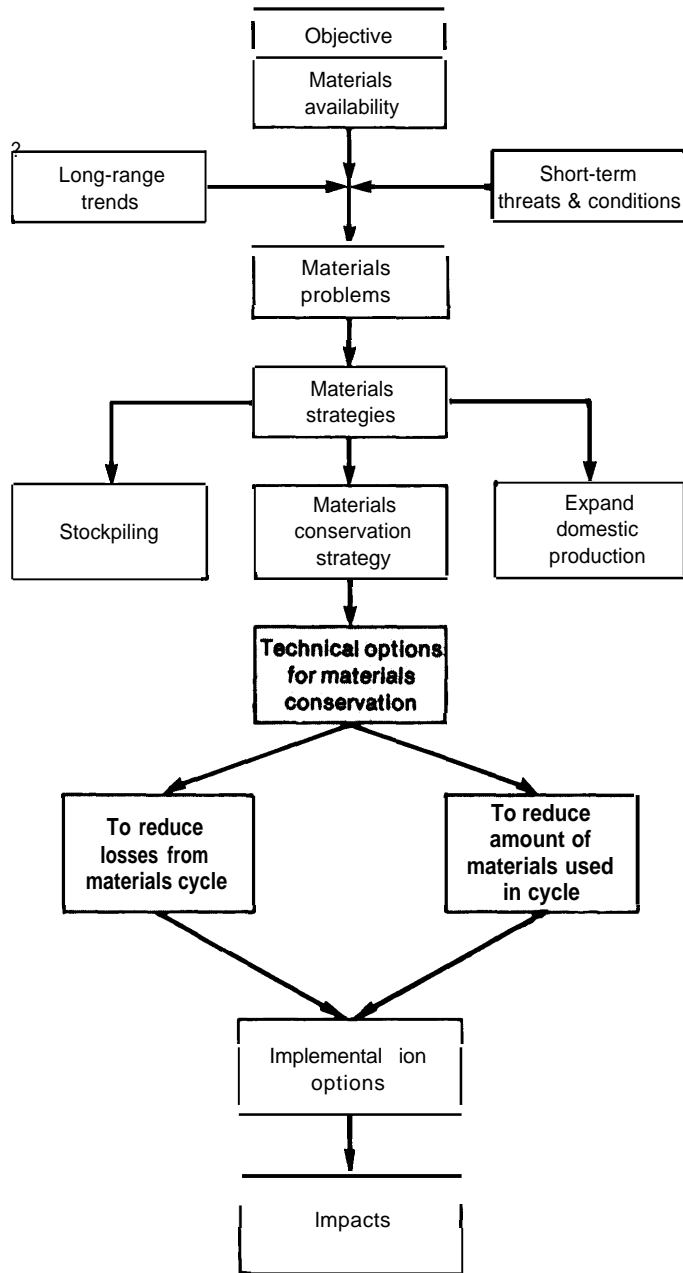 Objective
Materials
availability
?
Long-range
trends
Short-term
threats & conditions
Materials
problems
Materials
strategies
Stockpiling
Materials
conservation
strategy
Expand
domestic
production
Technical options
for materials
conservation
To reduce
losses from
materials cycle
To reduce
amount of
materials used
in cycle
Implemental ion
options
Impacts